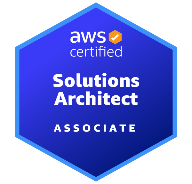 aws
certified
Solutions
Architect
ASSOCIATE